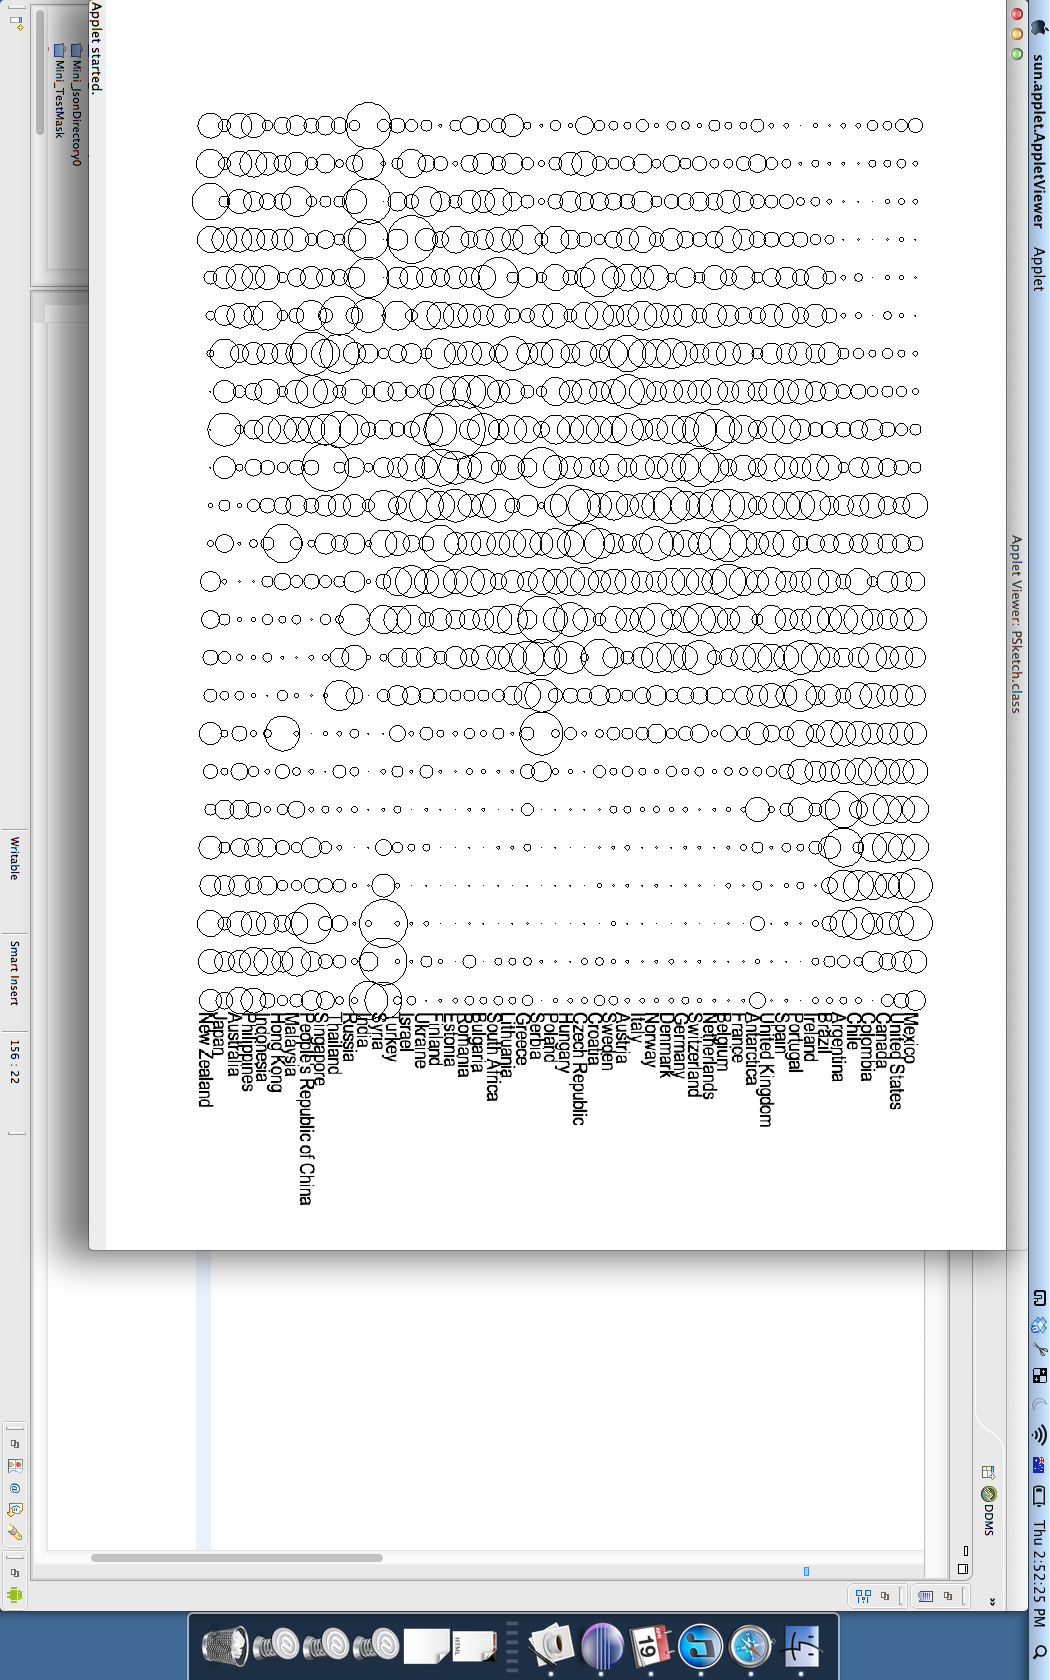 sun.applet.AppletViewer Applet
Thu 2:52:25 PM
Applet Viewer: PSketch.class
DDMS
Mexico
United States
Canada
Colombia
Chile
Argentina
Brazil
Ireland
Portugal
Spain
United Kingdom
Antarctica
France
Belgium
Netherlands
Switzerland
Germany
Denmark
Norway
Italy
Austria
Sweden
Croatia
Czech Republic
Hungary
Poland
Serbia
Greece
Lithuania
South Africa
Bulgaria
Romania
Estonia
Finland
Ukraine
Israel
Turkey
Syria
India
Russia
Thailand
Singapore
People's Republic of China
Malaysia
Hong Kong
Indonesia
Philippines
Australia
Japan
New Zealand
Applet started.
Mini_JsonDirectory0
Mini_TestMask
Writable
Smart Insert
156 : 22
19
HTML